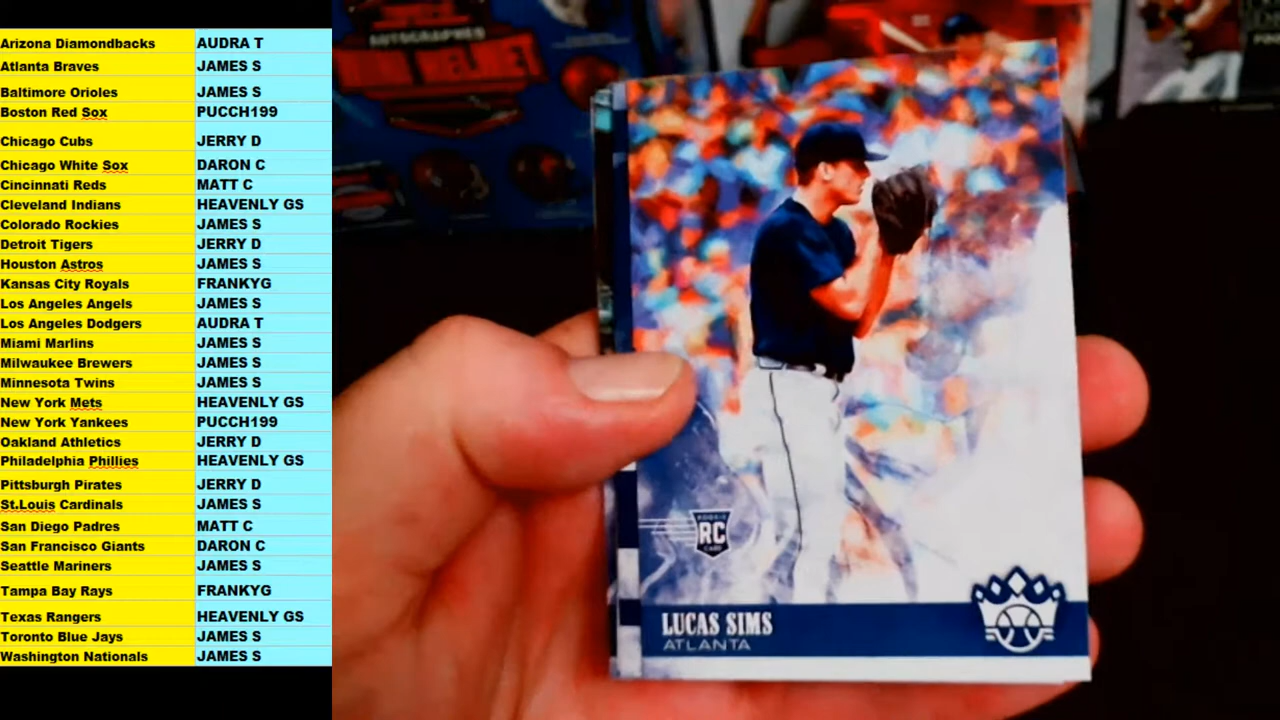 Arizona Diamondbacks AUDRA T
Atlanta Braves JAMES S
Baltimore Orioles JAMES S
Boston Red Sox PUCCH199
Chicago Cubs JERRY D
Chicago White Sox DARON C
Cincinnati Reds MATT C
Cleveland Indians HEAVENLY GS
Colorado Rockies JAMES S
Detroit Tigers JERRY D
Houston Astros JAMES S
Kansas City Royals FRANKYG
Los Angeles Angels JAMES S
Los Angeles Dodgers AUDRA T
Miami Marlins JAMES S
Milwaukee Brewers JAMES S
Minnesota Twins JAMES S
New York Mets HEAVENLY GS
New York Yankees PUCCH199
Oakland Athletics JERRY D
Philadelphia Phillies HEAVENLY GS
Pittsburgh Pirates JERRY D
St.Louis Cardinals JAMES S
San Diego Padres MATT C
San Francisco Giants DARON C
Seattle Mariners JAMES S
Tampa Bay Rays FRANKYG
Texas Rangers HEAVENLY GS
Toronto Blue Jays JAMES S
Washington Nationals JAMES S
AUTOGRAPHED
HELMET
ROOKIE
RC
CARD
LUCAS SIMS
ATLANTA